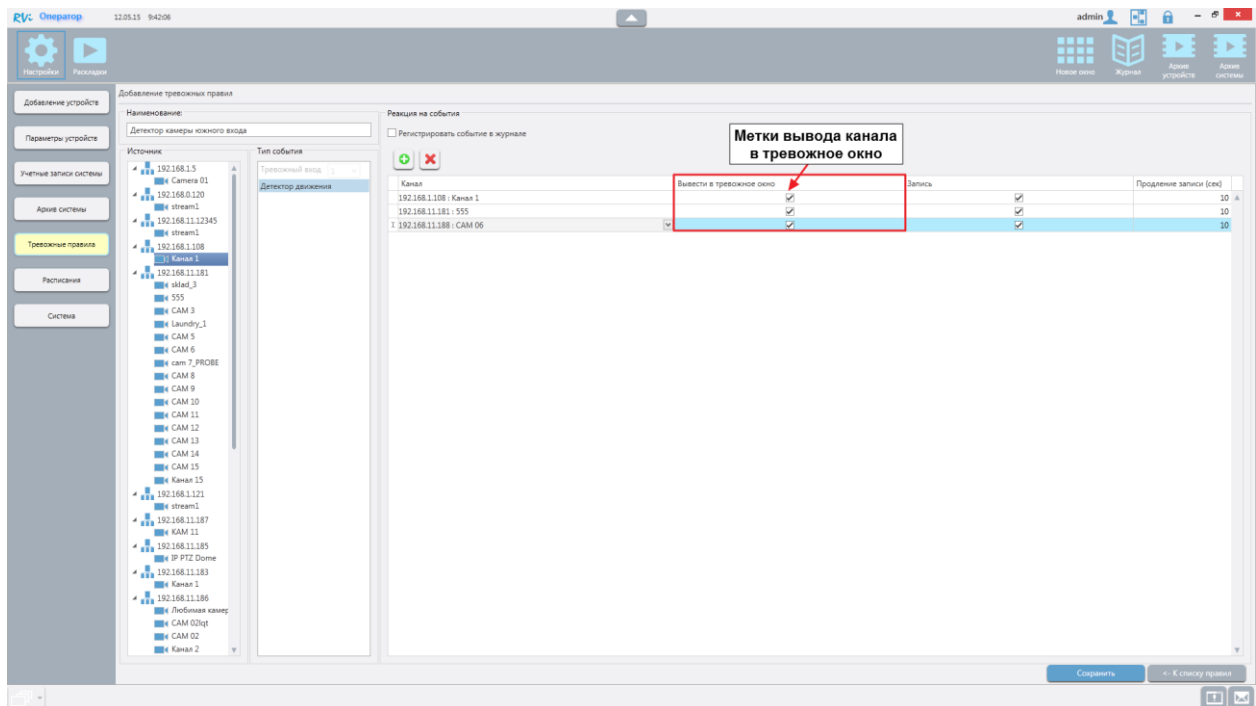 RVi Оператор 12.05.15 9:42:06 admin
Настройки Раскладки Новое окно Журнал Архив устройств Архив системы
Добавление устройств
Параметры устройств
Учетные записи системы
Архив системы
Тревожные правила
Расписания
Система
Добавление тревожных правил
Наименование:
Детектор камеры южного входа
Источник
192.168.1.5
Camera 01
192.168.0.120
stream1
192.168.11.12345
stream1
192.168.1.108
Канал 1
192.168.11.181
sklad_3
555
CAM 3
Laundry_1
CAM 5
CAM 6
cam 7_PROBE
CAM 8
CAM 9
CAM 10
CAM 11
CAM 12
CAM 13
CAM 14
CAM 15
Канал 15
192.168.1.121
stream1
192.168.11.187
KAM 11
192.168.11.185
IP PTZ Dome
192.168.11.183
Канал 1
192.168.11.186
Любимая камер
CAM 02lqt
CAM 02
Канал 2
Тип события
Тревожный вход
Детектор движения
Реакция на события
Регистрировать событие в журнале
Метки вывода канала
в тревожное окно
Канал Вывести в тревожное окно Запись Продление записи (сек)
192.168.1.108 : Канал 1 10
192.168.11.181 : 555 10
192.168.11.188 : CAM 06 10
Сохранить <- К списку правил